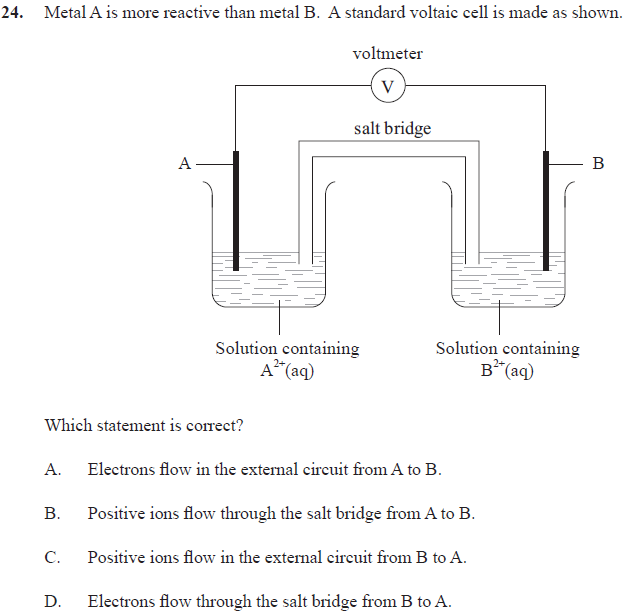 24. Metal A is more reactive than metal B. A standard voltaic cell is made as shown.
voltmeter
V
salt bridge
A
B
Solution containing
A²⁺(aq)
Solution containing
B²⁺(aq)
Which statement is correct?
A. Electrons flow in the external circuit from A to B.
B. Positive ions flow through the salt bridge from A to B.
C. Positive ions flow in the external circuit from B to A.
D. Electrons flow through the salt bridge from B to A.